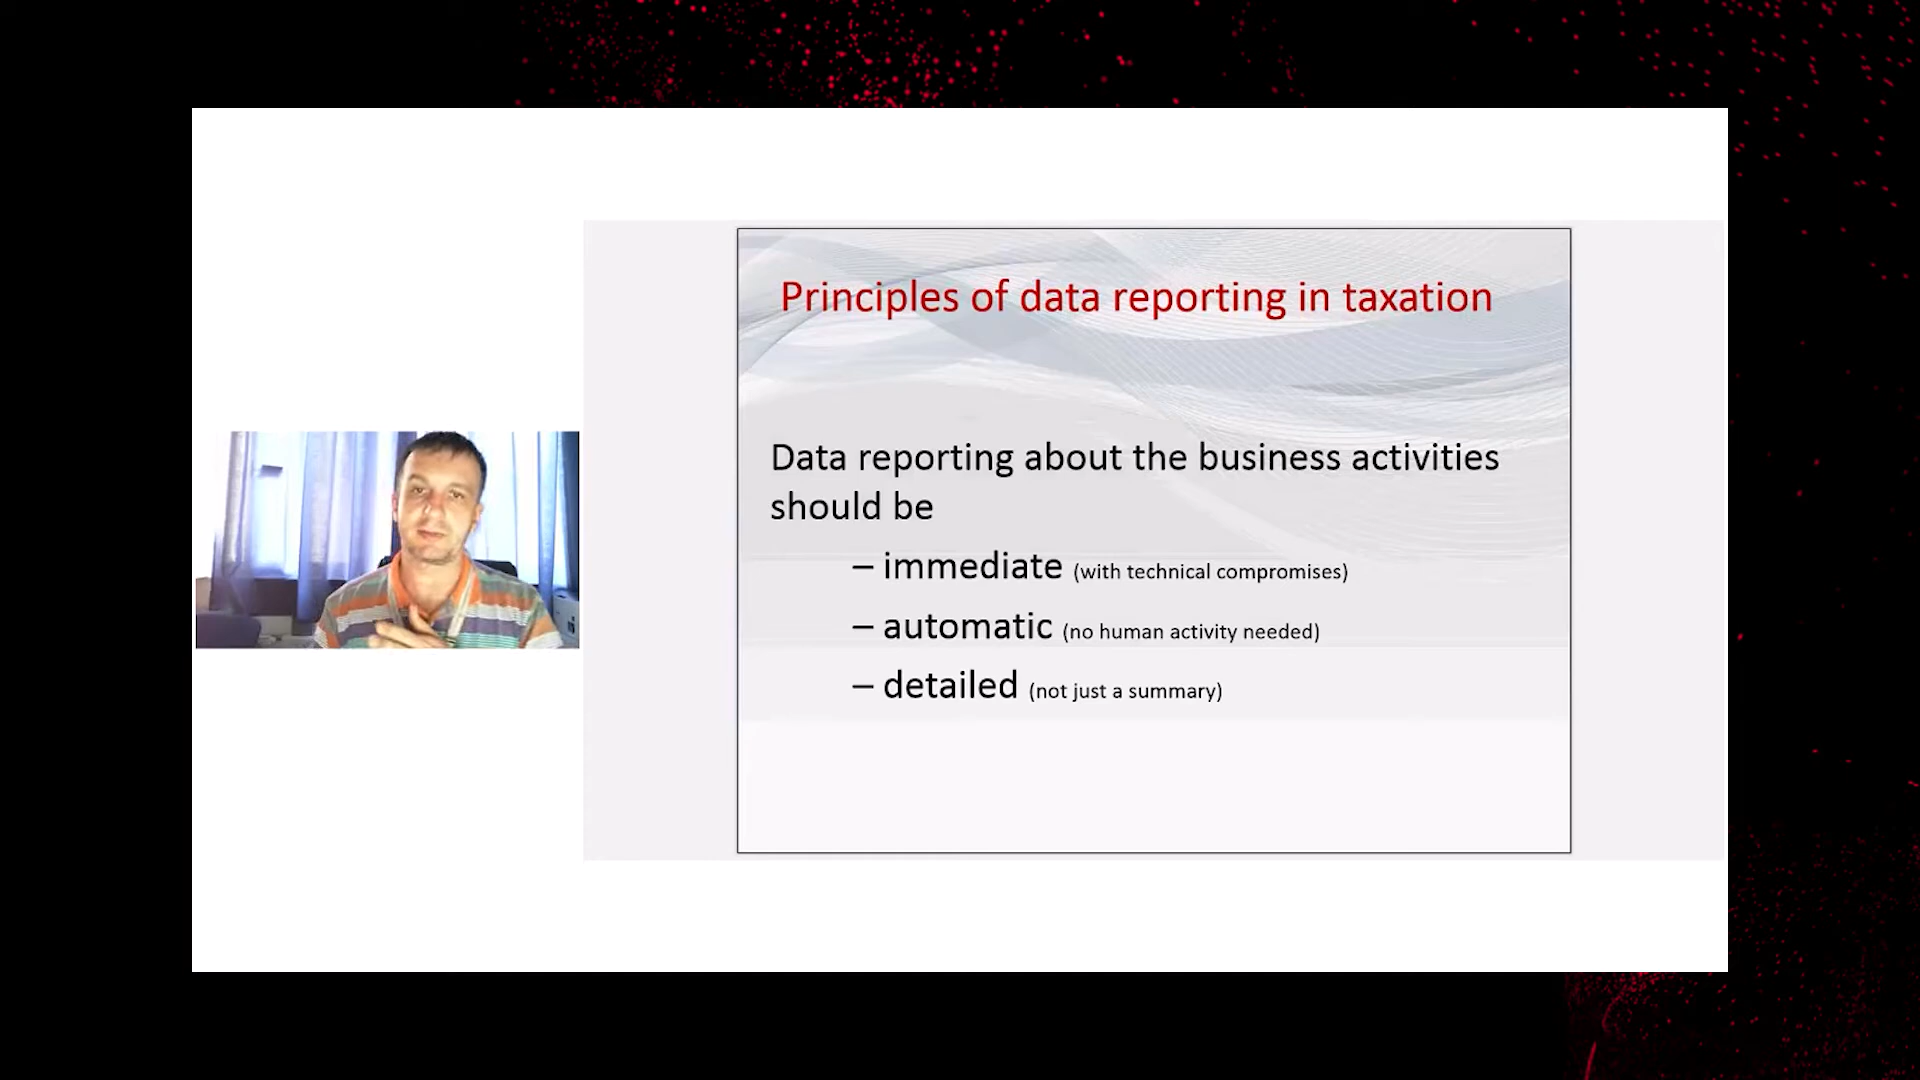 Principles of data reporting in taxation
Data reporting about the business activities
should be
– immediate (with technical compromises)
– automatic (no human activity needed)
– detailed (not just a summary)